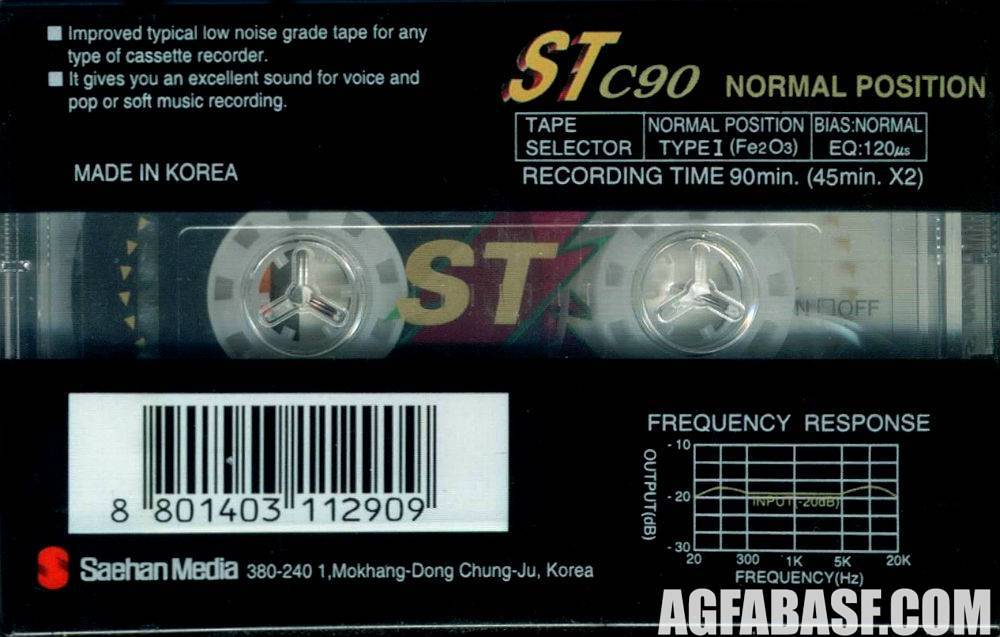 ■ Improved typical low noise grade tape for any
type of cassette recorder.
■ It gives you an excellent sound for voice and
pop or soft music recording.
MADE IN KOREA
ST C90 NORMAL POSITION
TAPE SELECTOR
NORMAL POSITION TYPE I (Fe2O3)
BIAS:NORMAL EQ:120µs
RECORDING TIME 90min. (45min. X2)
ST
OFF
8 801403 112909
Saehan Media 380-240 1,Mokhang-Dong Chung-Ju, Korea
FREQUENCY RESPONSE
OUTPUT(dB)
-10
-20
-30
INPUT(-20dB)
20 300 1K 5K 20K
FREQUENCY(Hz)
AGFABASF.COM